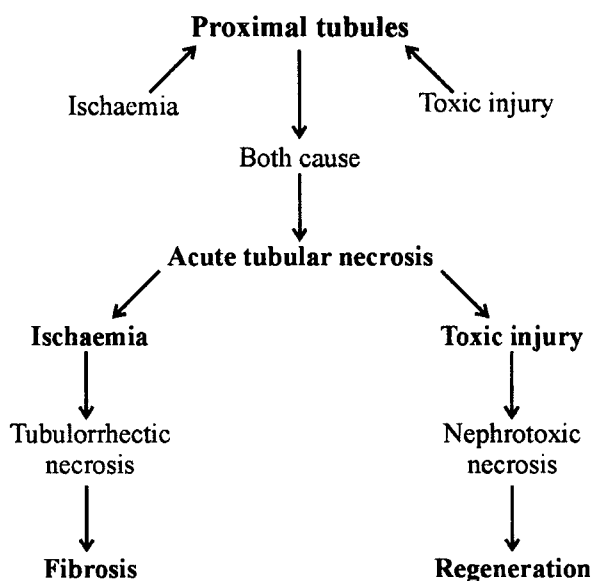 Proximal tubules
Ischaemia
Toxic injury
Both cause
Acute tubular necrosis
Ischaemia
Toxic injury
Tubulorrhectic
necrosis
Nephrotoxic
necrosis
Fibrosis
Regeneration